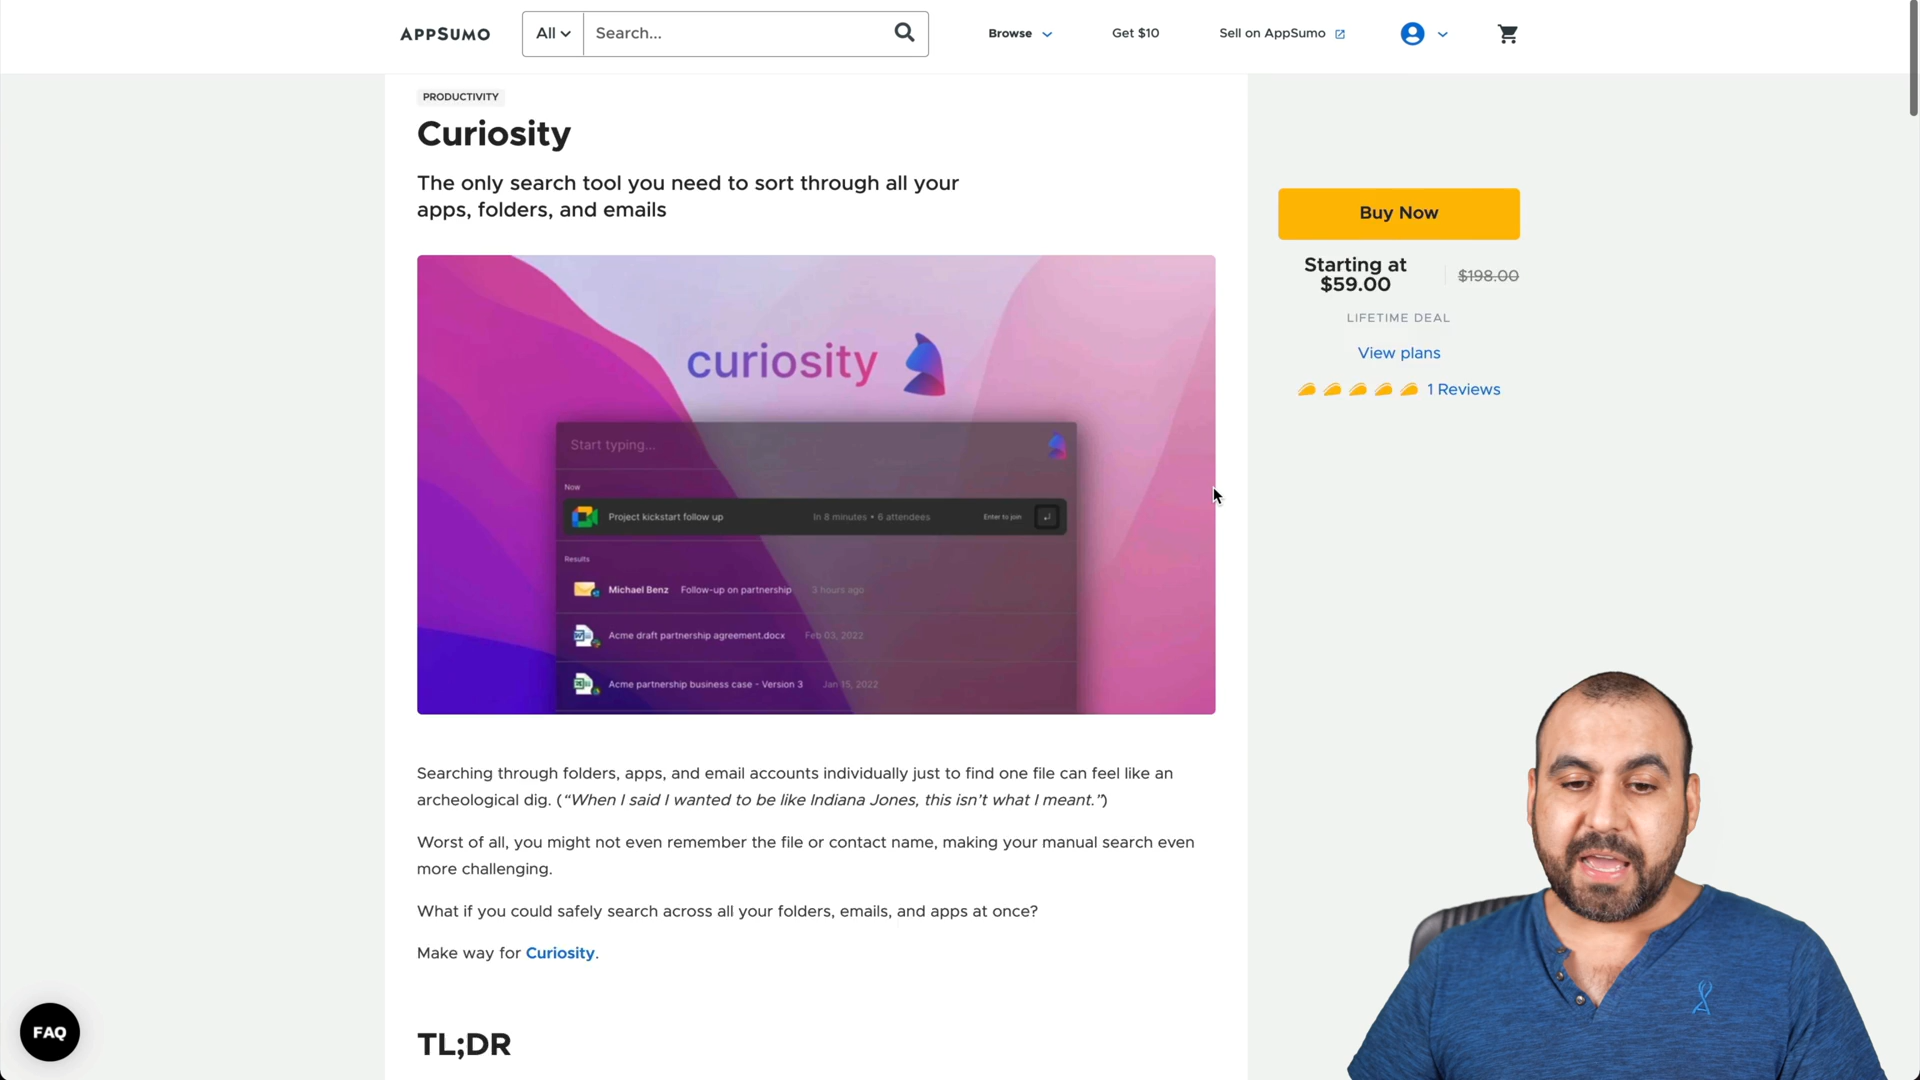 APPSUMO
All
Search...
Browse
Get $10
Sell on AppSumo
PRODUCTIVITY
Curiosity
The only search tool you need to sort through all your
apps, folders, and emails
Buy Now
Starting at
$59.00
$198.00
LIFETIME DEAL
View plans
1 Reviews
curiosity
Start typing...
Now
Project kickstart follow up In 8 minutes • 6 attendees Enter to join
Results
Michael Benz Follow-up on partnership 3 hours ago
Acme draft partnership agreement.docx Feb 03, 2022
Acme partnership business case - Version 3 Jan 15, 2022
Searching through folders, apps, and email accounts individually just to find one file can feel like an
archeological dig. (“When I said I wanted to be like Indiana Jones, this isn’t what I meant.”)
Worst of all, you might not even remember the file or contact name, making your manual search even
more challenging.
What if you could safely search across all your folders, emails, and apps at once?
Make way for Curiosity.
TL;DR
FAQ